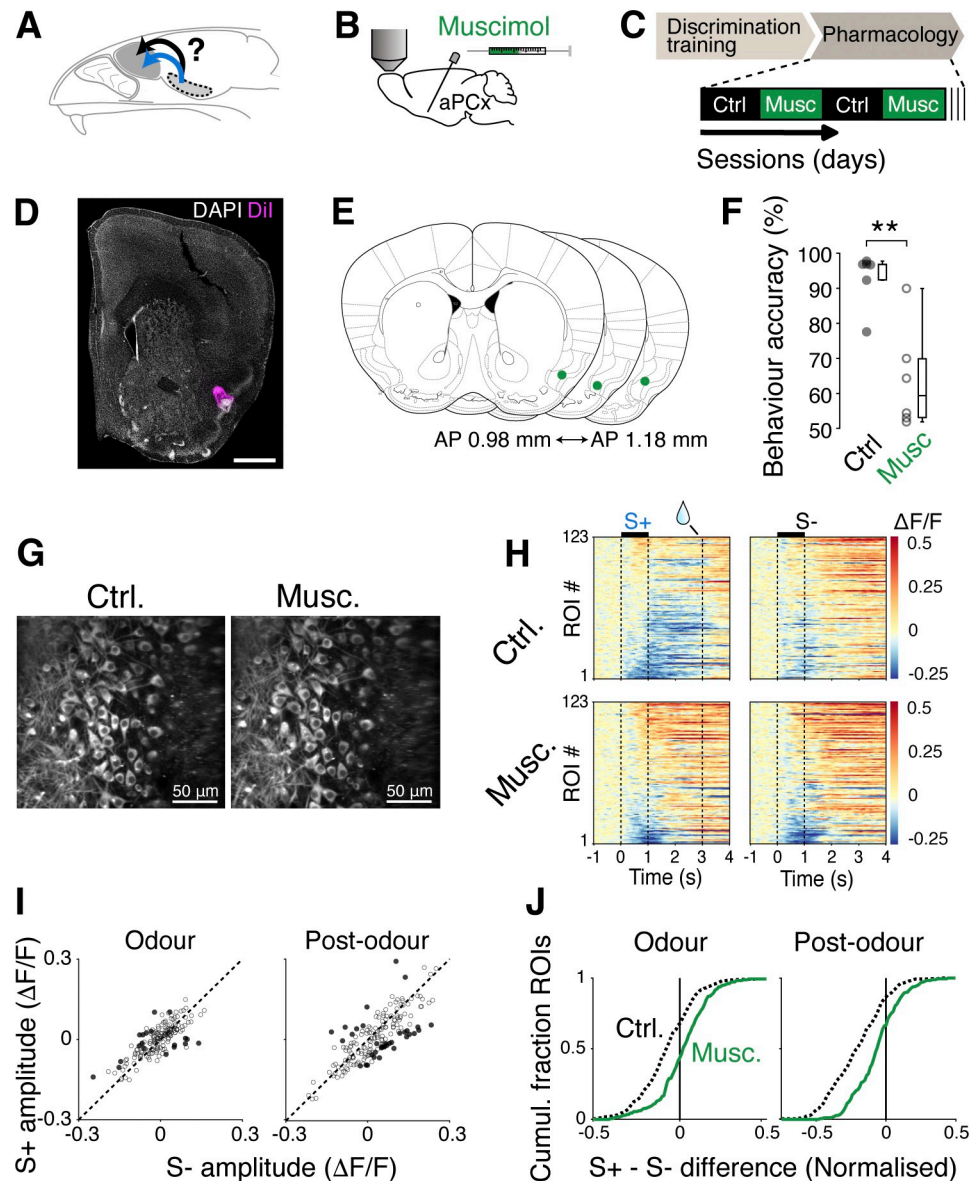 A
?
B
Muscimol
aPCx
C
Discrimination
training
Pharmacology
Ctrl Musc Ctrl Musc
Sessions (days)
D
DAPI DiI
E
AP 0.98 mm ↔ AP 1.18 mm
F
Behaviour accuracy (%)
**
100
90
80
70
60
50
Ctrl
Musc
G
Ctrl.
Musc.
50 µm
50 µm
H
S+
S-
ΔF/F
Ctrl.
ROI #
123
1
0.5
0.25
0
-0.25
Musc.
ROI #
123
1
0.5
0.25
0
-0.25
-1 0 1 2 3 4
Time (s)
-1 0 1 2 3 4
Time (s)
I
Odour
Post-odour
S+ amplitude (ΔF/F)
0.3
0
-0.3
-0.3 0 0.3
-0.3 0 0.3
S- amplitude (ΔF/F)
J
Odour
Post-odour
Cumul. fraction ROIs
1
0.5
0
Ctrl.
Musc.
-0.5 0 0.5
-0.5 0 0.5
S+ - S- difference (Normalised)